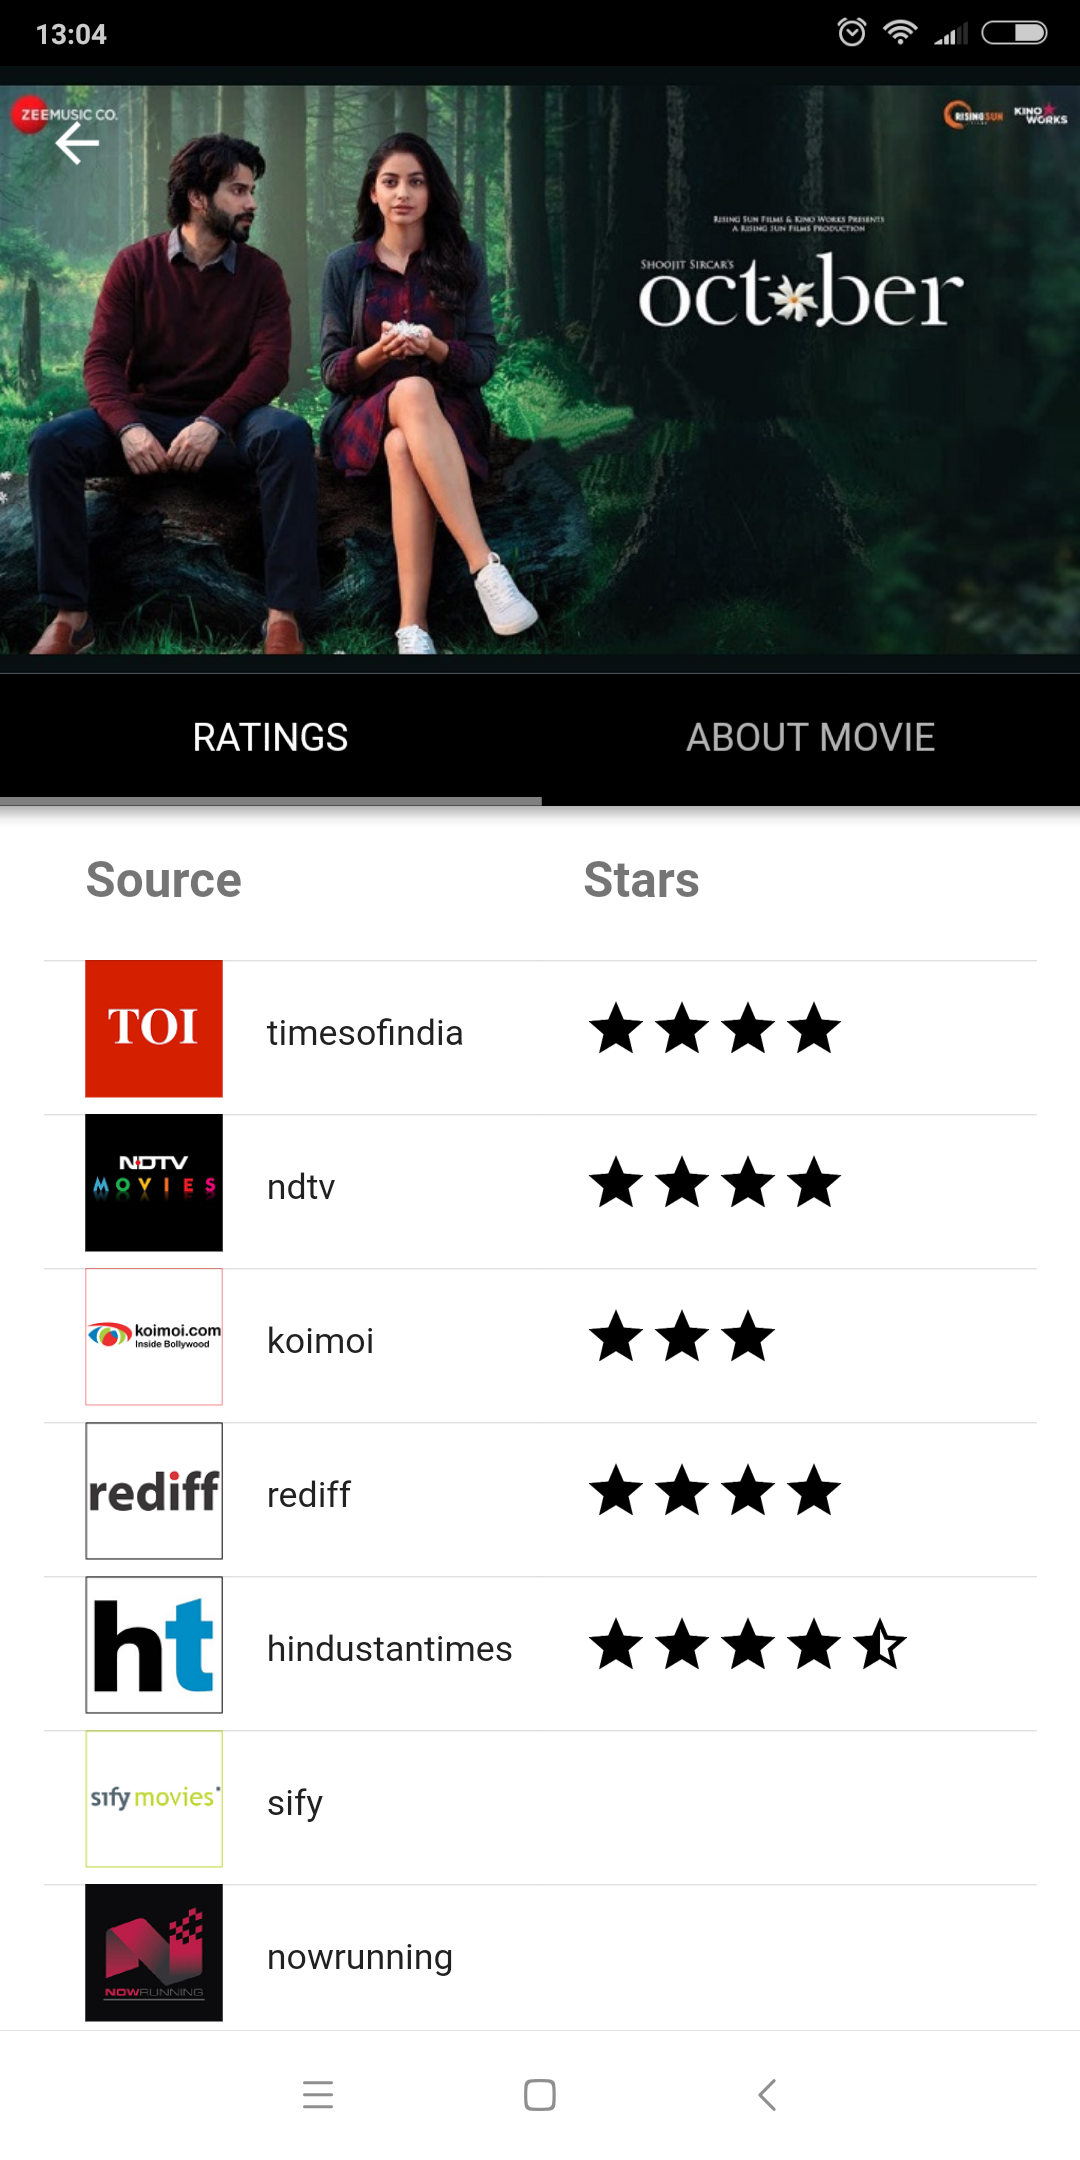 13:04
ZEEMUSIC CO.
RISING SUN
KINO WORKS
RISING SUN FILMS & KINO WORKS PRESENTS
A RISING SUN FILMS PRODUCTION
SHOOJIT SIRCAR'S
october
RATINGS
ABOUT MOVIE
Source
Stars
TOI
timesofindia
NDTV
MOVIES
ndtv
koimoi.com
Inside Bollywood
koimoi
rediff
rediff
ht
hindustantimes
sify movies
sify
NOWRUNNING
nowrunning